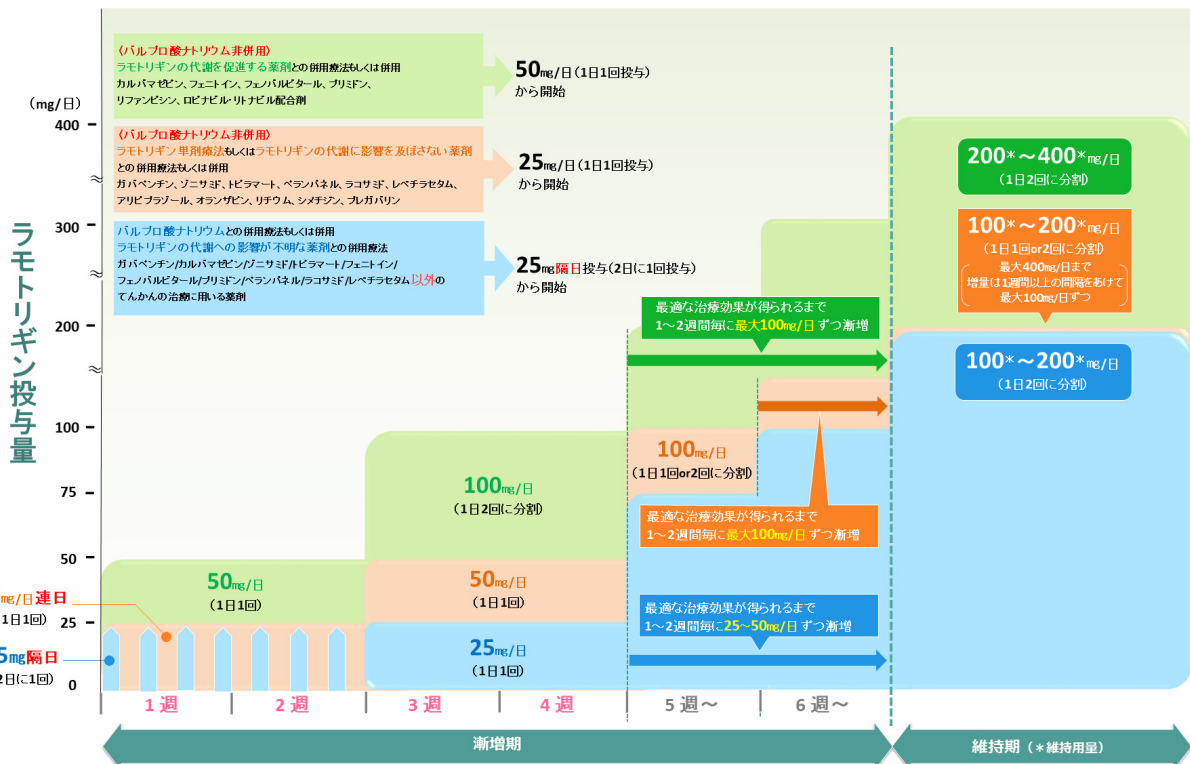 〈バルプロ酸ナトリウム非併用〉
ラモトリギンの代謝を促進する薬剤との併用療法もしくは併用
カルバマゼピン、フェニトイン、フェノバルビタール、プリミドン、
リファンピシン、ロピナビル・リトナビル配合剤
50㎎/日(1日1回投与)
から開始
〈バルプロ酸ナトリウム非併用〉
ラモトリギン単剤療法もしくはラモトリギンの代謝に影響を及ぼさない薬剤
との併用療法もしくは併用
ガバペンチン、ゾニサミド、トピラマート、ペランパネル、ラコサミド、レベチラセタム、
アリピプラゾール、オランザピン、リチウム、シメチジン、プレガバリン
25㎎/日(1日1回投与)
から開始
バルプロ酸ナトリウムとの併用療法もしくは併用
ラモトリギンの代謝への影響が不明な薬剤との併用療法
ガバペンチン/カルバマゼピン/ゾニサミド/トピラマート/フェニトイン/
フェノバルビタール/プリミドン/ペランパネル/ラコサミド/レベチラセタム以外の
てんかんの治療に用いる薬剤
25㎎隔日投与(2日に1回投与)
から開始
(mg/日)
400
300
200
100
75
50
25
0
ラモトリギン投与量
㎎/日連日
1日1回)
5mg隔日
2日に1回)
50㎎/日
(1日1回)
100㎎/日
(1日2回に分割)
50㎎/日
(1日1回)
25㎎/日
(1日1回)
最適な治療効果が得られるまで
1～2週間毎に最大100㎎/日ずつ漸増
100㎎/日
(1日1回or2回に分割)
最適な治療効果が得られるまで
1～2週間毎に最大100㎎/日ずつ漸増
最適な治療効果が得られるまで
1～2週間毎に25～50㎎/日ずつ漸増
200*～400*㎎/日
(1日2回に分割)
100*～200*㎎/日
(1日1回or2回に分割)
最大400㎎/日まで
増量は1週間以上の間隔をあけて
最大100㎎/日ずつ
100*～200*㎎/日
(1日2回に分割)
1週
2週
3週
4週
5週～
6週～
漸増期
維持期(*維持用量)